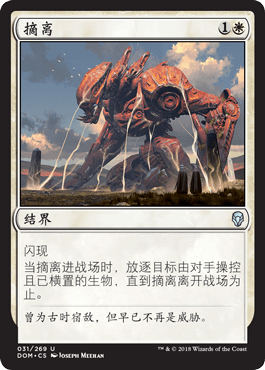 摘离 1
结界
闪现
当摘离进战场时，放逐目标由对手操控
且已横置的生物，直到摘离离开战场为
止。
曾为古时宿敌，但早已不再是威胁。
031/269 U
DOM • CS Joseph Meehan
™ & © 2018 Wizards of the Coast